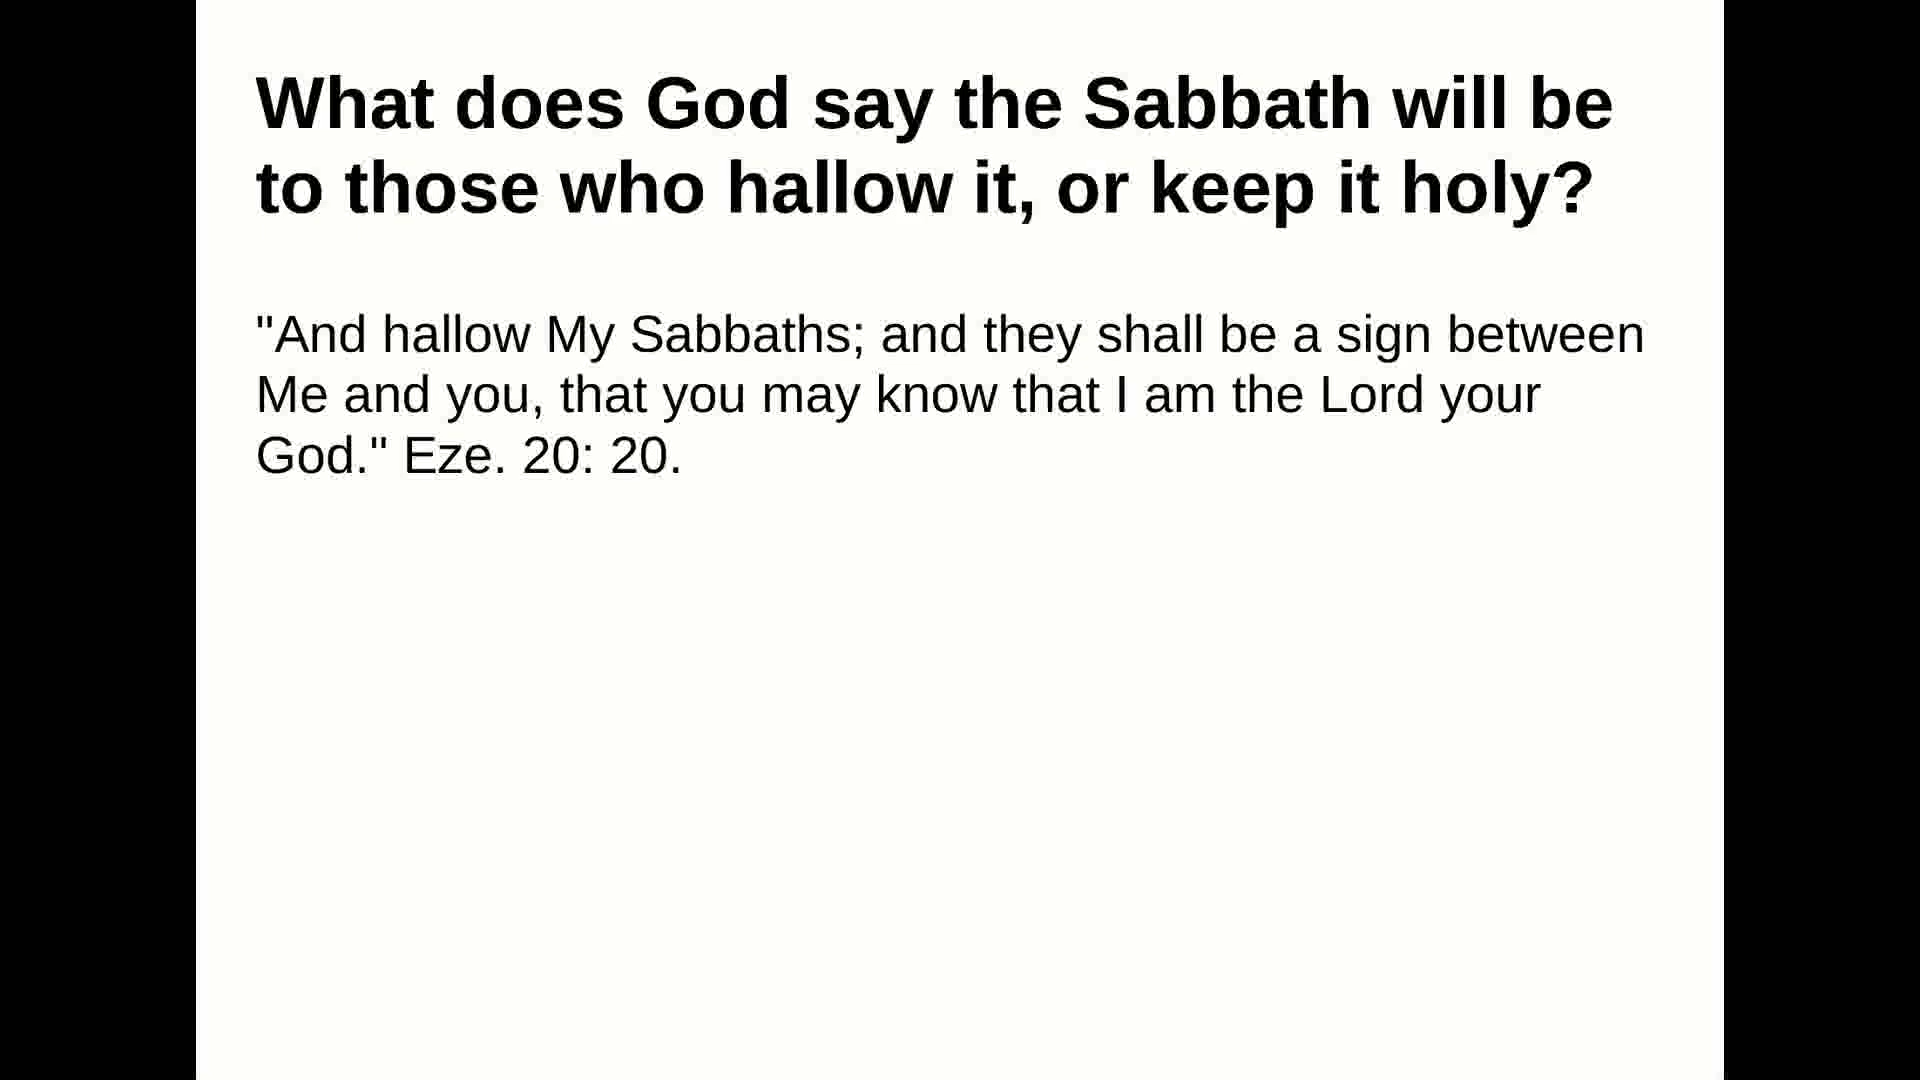 What does God say the Sabbath will be
to those who hallow it, or keep it holy?
"And hallow My Sabbaths; and they shall be a sign between
Me and you, that you may know that I am the Lord your
God." Eze. 20: 20.